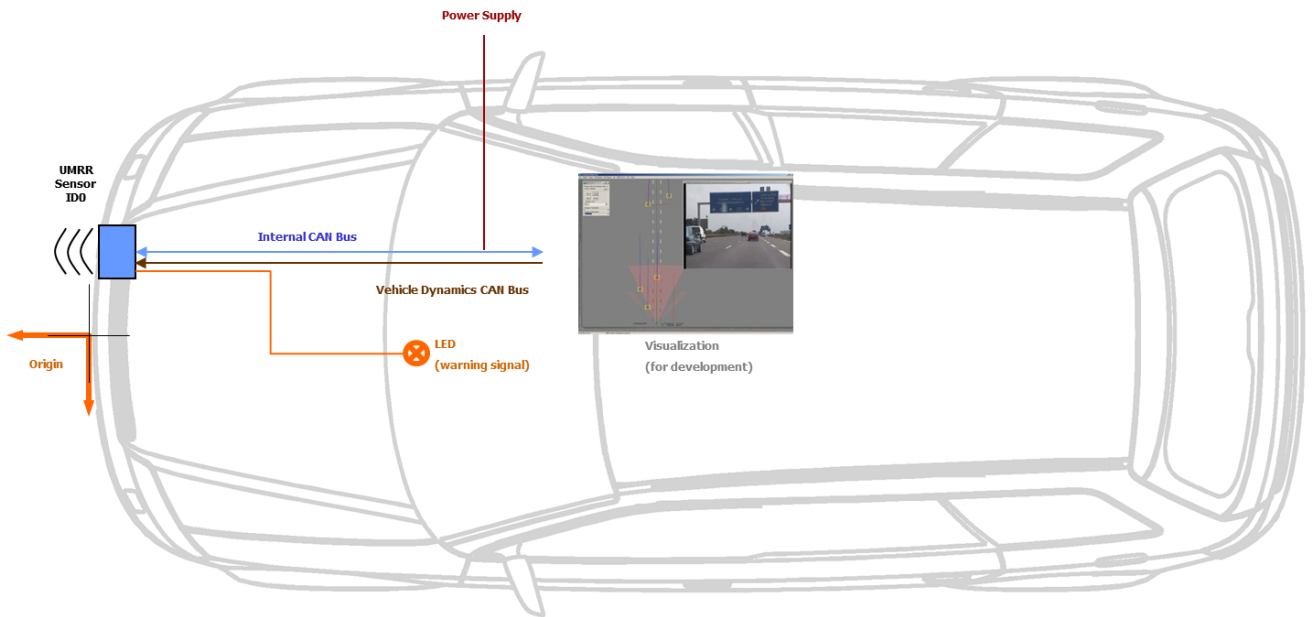 Power Supply
UMRR
Sensor
ID0
Internal CAN Bus
Vehicle Dynamics CAN Bus
LED
(warning signal)
Origin
Visualization
(for development)